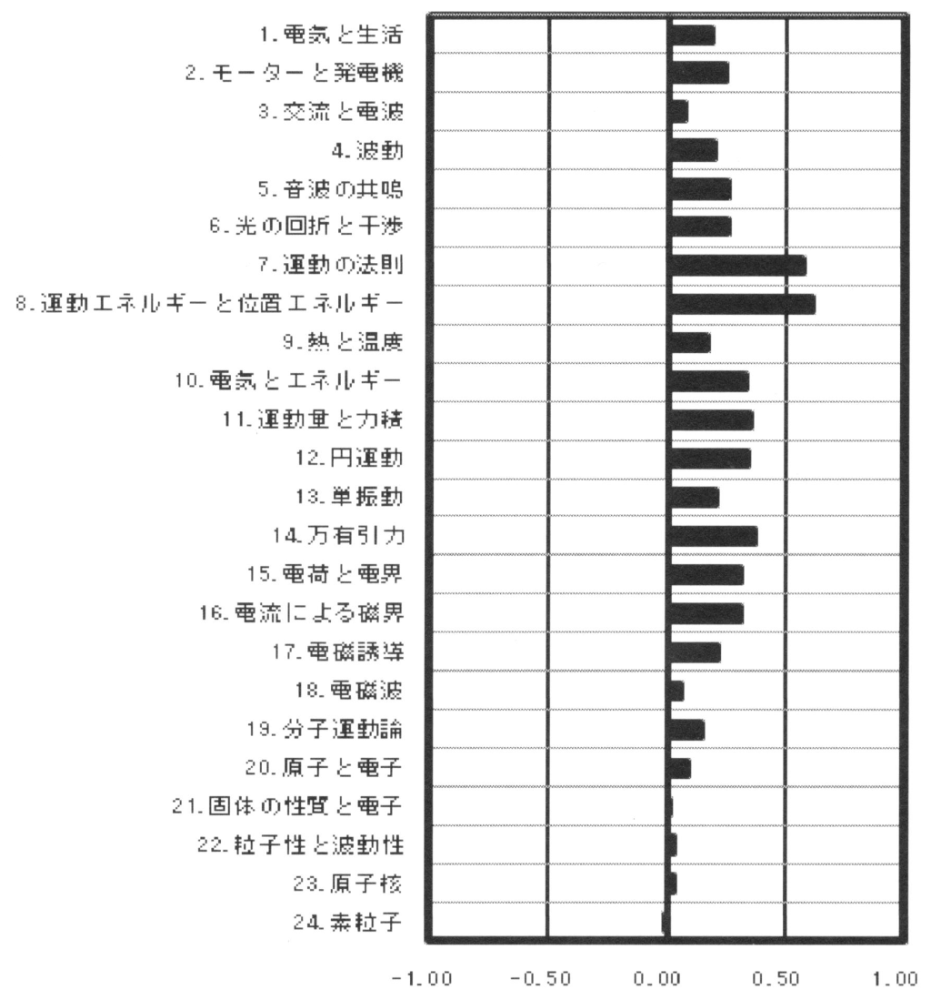 1.電気と生活
2.モーターと発電機
3.交流と電波
4.波動
5.音波の共鳴
6.光の回折と干渉
7.運動の法則
8.運動エネルギーと位置エネルギー
9.熱と温度
10.電気とエネルギー
11.運動量と力積
12.円運動
13.単振動
14.万有引力
15.電荷と電界
16.電流による磁界
17.電磁誘導
18.電磁波
19.分子運動論
20.原子と電子
21.固体の性質と電子
22.粒子性と波動性
23.原子核
24.素粒子
-1.00 -0.50 0.00 0.50 1.00